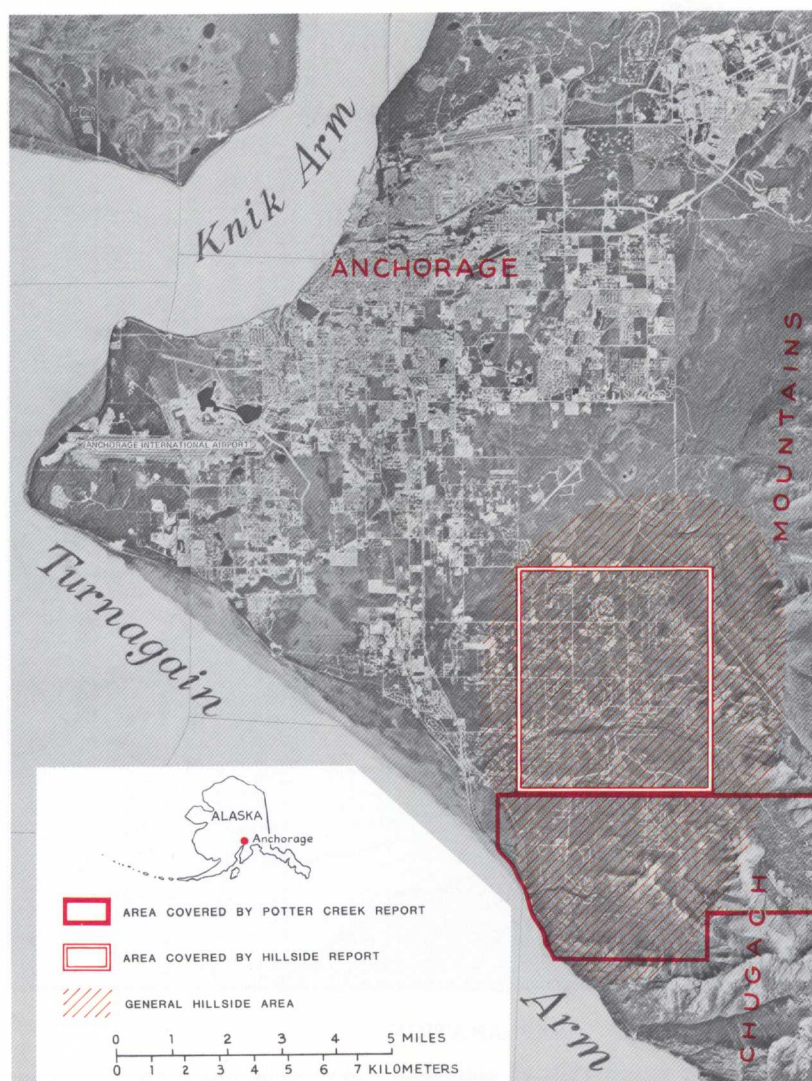 Knik Arm
ANCHORAGE
MOUNTAINS
ANCHORAGE INTERNATIONAL AIRPORT
Turnagain
ALASKA
Anchorage
AREA COVERED BY POTTER CREEK REPORT
AREA COVERED BY HILLSIDE REPORT
GENERAL HILLSIDE AREA
0 1 2 3 4 5 MILES
0 1 2 3 4 5 6 7 KILOMETERS
Arm
CHUGACH